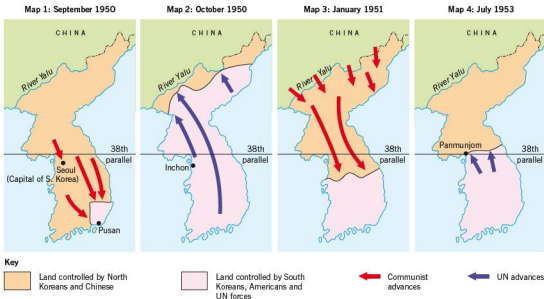 Map 1: September 1950
CHINA
River Yalu
38th
parallel
Seoul
(Capital of S. Korea)
Pusan
Map 2: October 1950
CHINA
River Yalu
38th
parallel
Inchon
Map 3: January 1951
CHINA
River Yalu
38th
parallel
Map 4: July 1953
CHINA
River Yalu
38th
parallel
Panmunjom
Key
Land controlled by North
Koreans and Chinese
Land controlled by South
Koreans, Americans and
UN forces
Communist
advances
UN advances